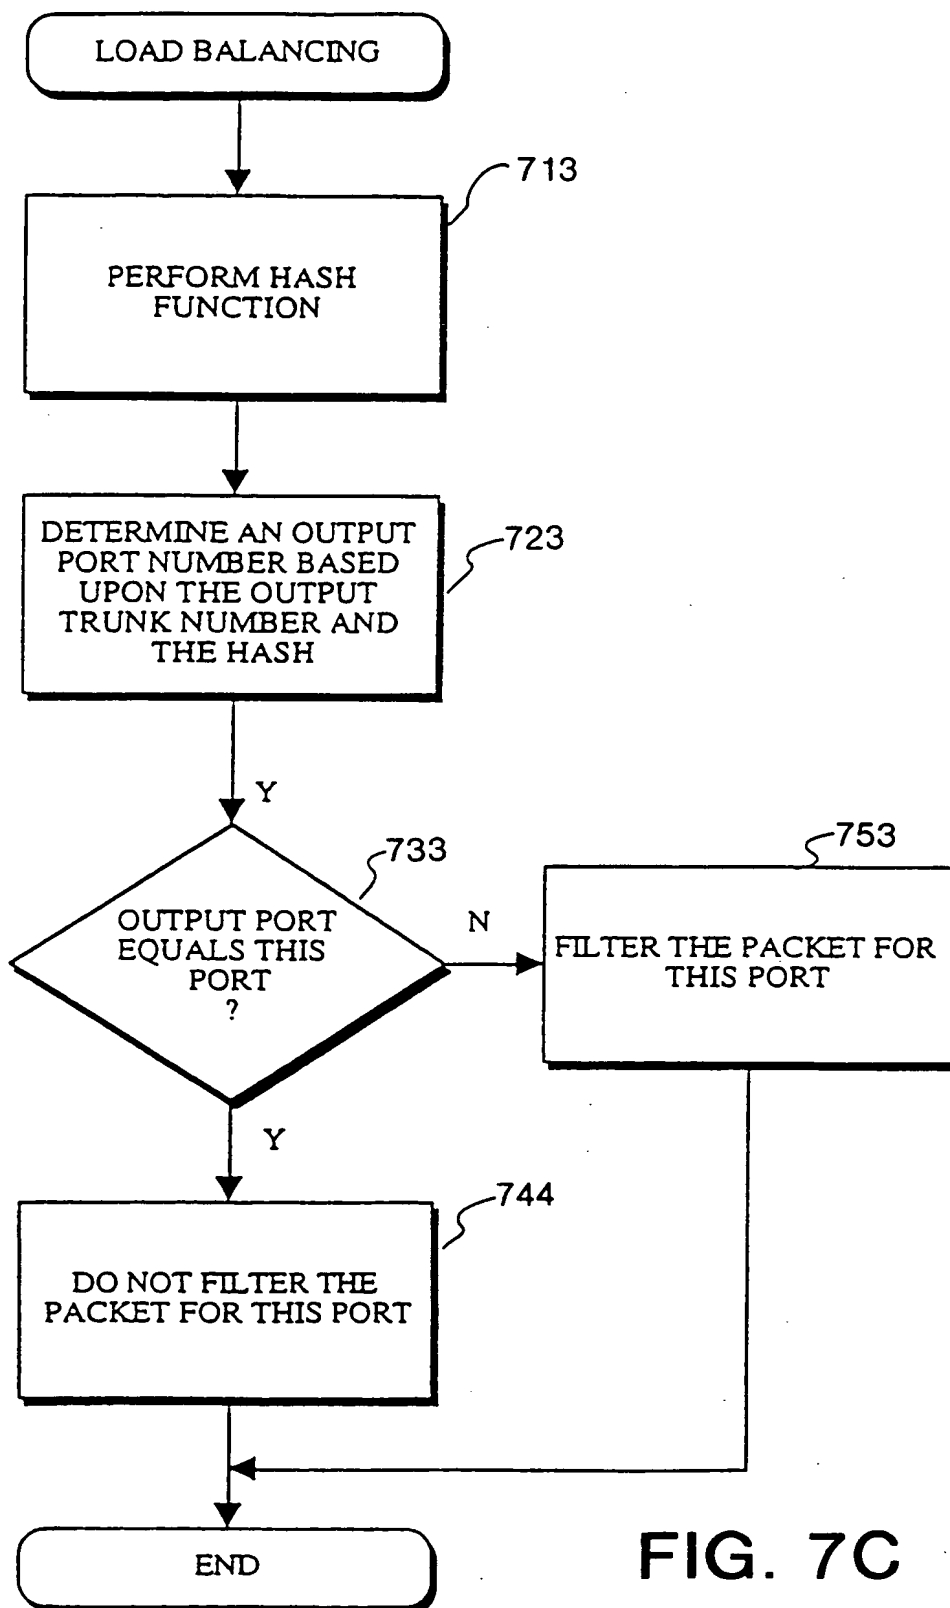 LOAD BALANCING
713
PERFORM HASH
FUNCTION
723
DETERMINE AN OUTPUT
PORT NUMBER BASED
UPON THE OUTPUT
TRUNK NUMBER AND
THE HASH
Y
733
OUTPUT PORT
EQUALS THIS
PORT
?
N
753
FILTER THE PACKET FOR
THIS PORT
Y
744
DO NOT FILTER THE
PACKET FOR THIS PORT
END
FIG. 7C